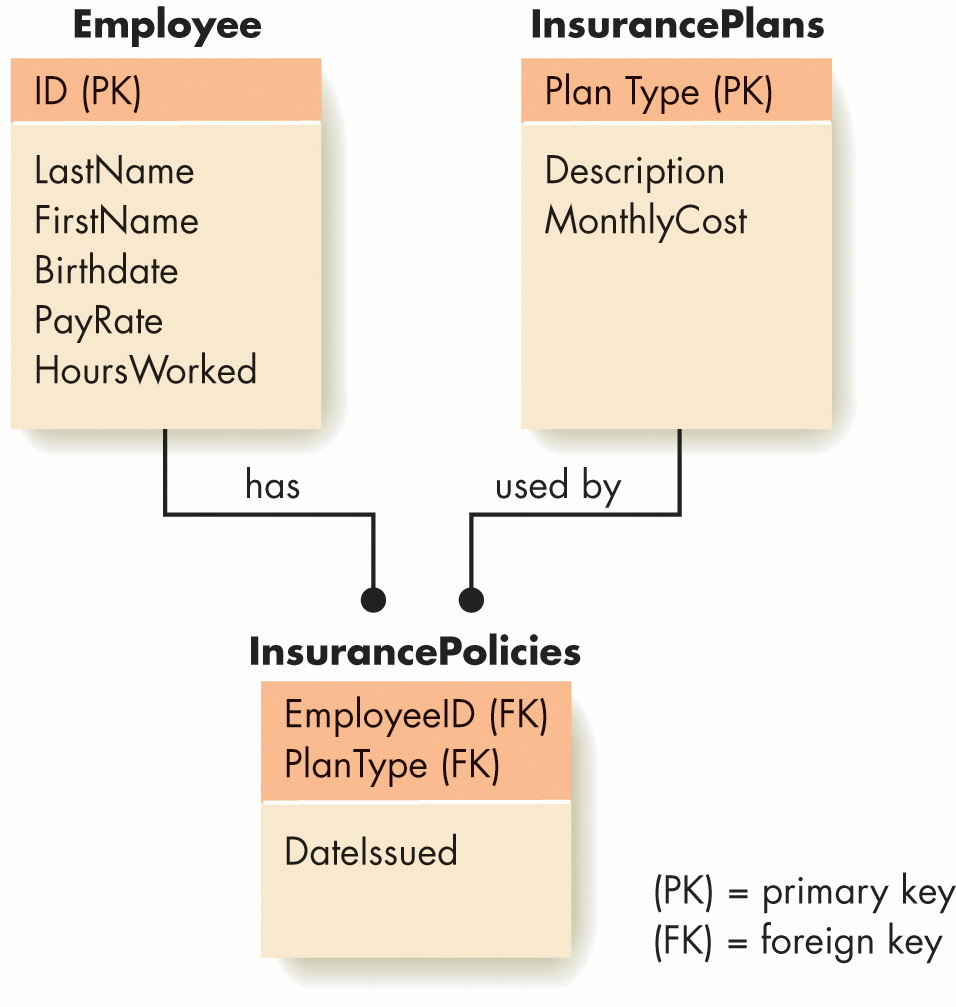 Employee
ID (PK)
LastName
FirstName
Birthdate
PayRate
HoursWorked
InsurancePlans
Plan Type (PK)
Description
MonthlyCost
has
used by
InsurancePolicies
EmployeeID (FK)
PlanType (FK)
DateIssued
(PK) = primary key
(FK) = foreign key